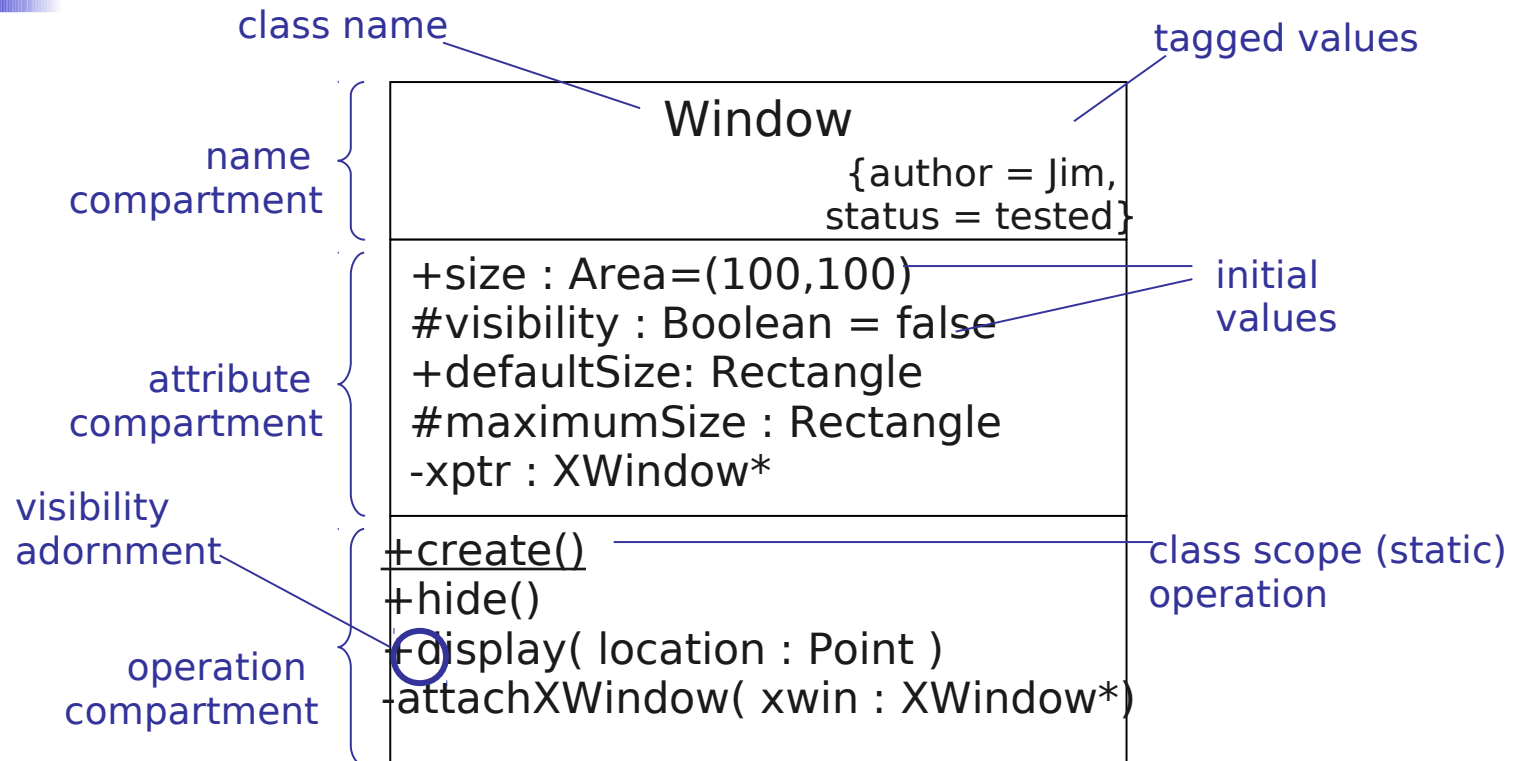 class name
tagged values
Window
name
compartment
{author = Jim,
status = tested}
+size : Area=(100,100)
#visibility : Boolean = false
+defaultSize: Rectangle
#maximumSize : Rectangle
-xptr : XWindow*
initial
values
attribute
compartment
visibility
adornment
+create()
+hide()
+display( location : Point )
-attachXWindow( xwin : XWindow*)
class scope (static)
operation
operation
compartment